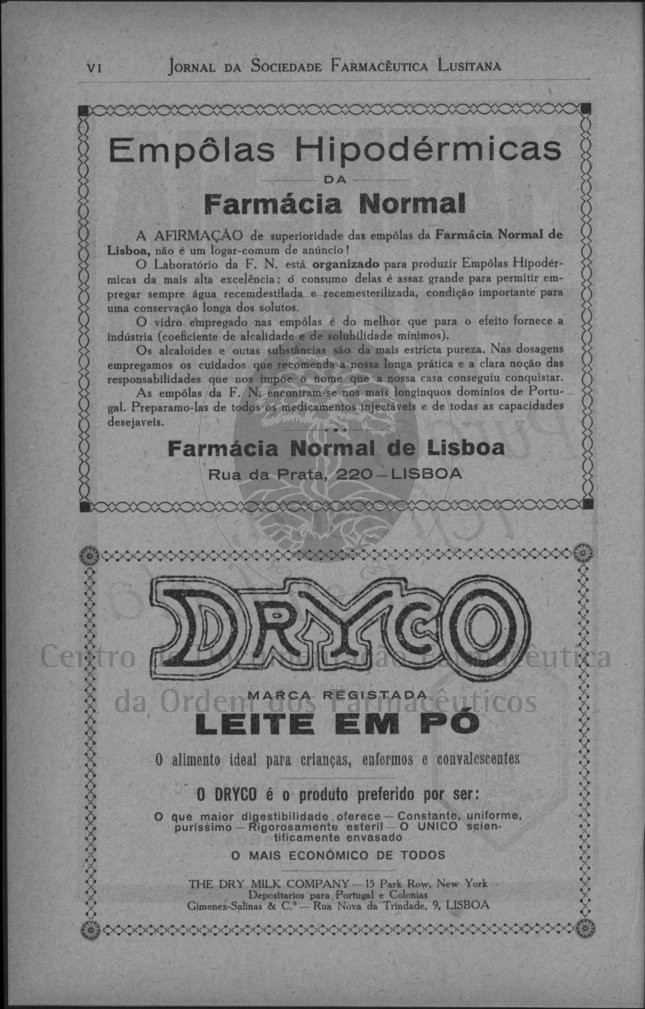 VI JORNAL DA SOCIEDADE FARMACÊUTICA LUSITANA
Empôlas Hipodérmicas
DA
Farmácia Normal
A AFIRMAÇÃO de superioridade das empôlas da Farmácia Normal de
Lisboa, não é um logar-comum de anúncio!
O Laboratório da F. N. está organizado para produzir Empôlas Hipodér-
micas da mais alta excelência; o consumo delas é assaz grande para permitir em-
pregar sempre água recemdestilada e recemesterilizada, condição importante para
uma conservação longa dos solutos.
O vidro empregado nas empôlas é do melhor que para o efeito fornece a
indústria (coeficiente de alcalidade e de solubilidade mínimos).
Os alcaloides e outas substâncias são da mais estricta pureza. Nas dosagens
empregamos os cuidados que recomenda a nossa longa prática e a clara noção das
responsabilidades que nos impõe o nome que a nossa casa conseguiu conquistar.
As empôlas da F. N. encontram-se nos mais longinquos domínios de Portu-
gal. Preparamo-las de todos os medicamentos injectáveis e de todas as capacidades
desejaveis.
Farmácia Normal de Lisboa
Rua da Prata, 220—LISBOA
DRYCO
Centro de Documentação Farmacêutica
da Ordem dos Farmacêuticos
MARCA REGISTADA
LEITE EM PÓ
O alimento ideal para crianças, enfermos e convalescentes
O DRYCO é o produto preferido por ser:
O que maior digestibilidade oferece — Constante, uniforme,
puríssimo — Rigorosamente esteril — O UNICO scien-
tificamente envasado
O MAIS ECONÓMICO DE TODOS
THE DRY MILK COMPANY — 15 Park Row, New York
Depositarios para Portugal e Colonias
Gimenez-Salinas & C.ª — Rua Nova da Trindade, 9, LISBOA